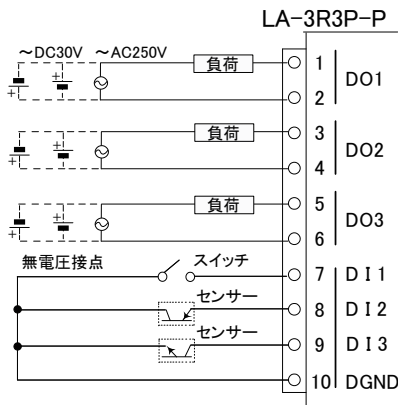 LA-3R3P-P
～DC30V ～AC250V
負荷
1
2
DO1
+
+
負荷
3
4
DO2
+
+
負荷
5
6
DO3
+
+
無電圧接点
スイッチ
7 DI1
センサー
8 DI2
センサー
9 DI3
10 DGND